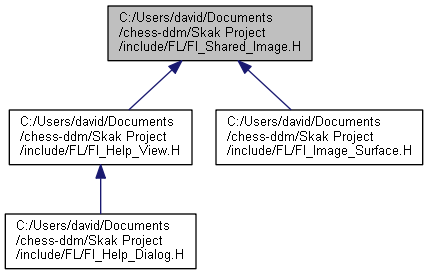 C:/Users/david/Documents
/chess-ddm/Skak Project
/include/FL/Fl_Shared_Image.H
C:/Users/david/Documents
/chess-ddm/Skak Project
/include/FL/Fl_Help_View.H
C:/Users/david/Documents
/chess-ddm/Skak Project
/include/FL/Fl_Image_Surface.H
C:/Users/david/Documents
/chess-ddm/Skak Project
/include/FL/Fl_Help_Dialog.H